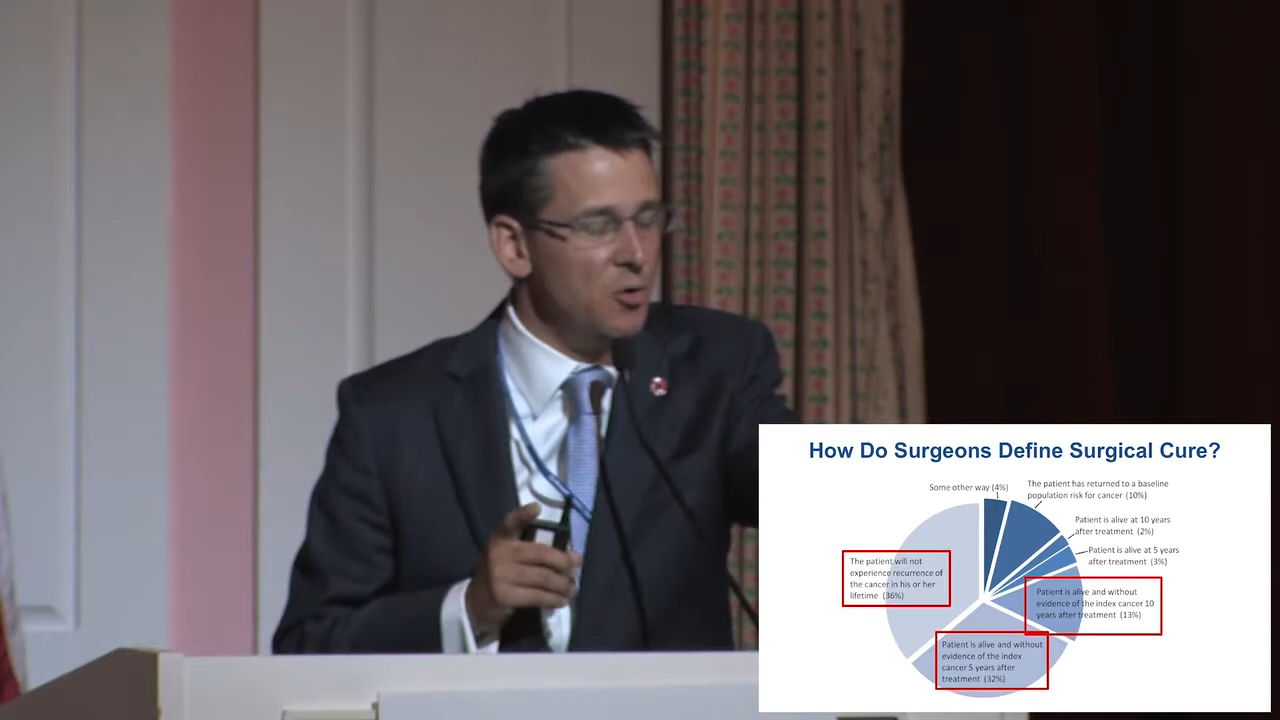 How Do Surgeons Define Surgical Cure?
Some other way (4%)
The patient has returned to a baseline
population risk for cancer (10%)
Patient is alive at 10 years
after treatment (2%)
Patient is alive at 5 years
after treatment (3%)
The patient will not
experience recurrence of
the cancer in his or her
lifetime (36%)
Patient is alive and without
evidence of the index cancer 10
years after treatment (13%)
Patient is alive and without
evidence of the index
cancer 5 years after
treatment (32%)